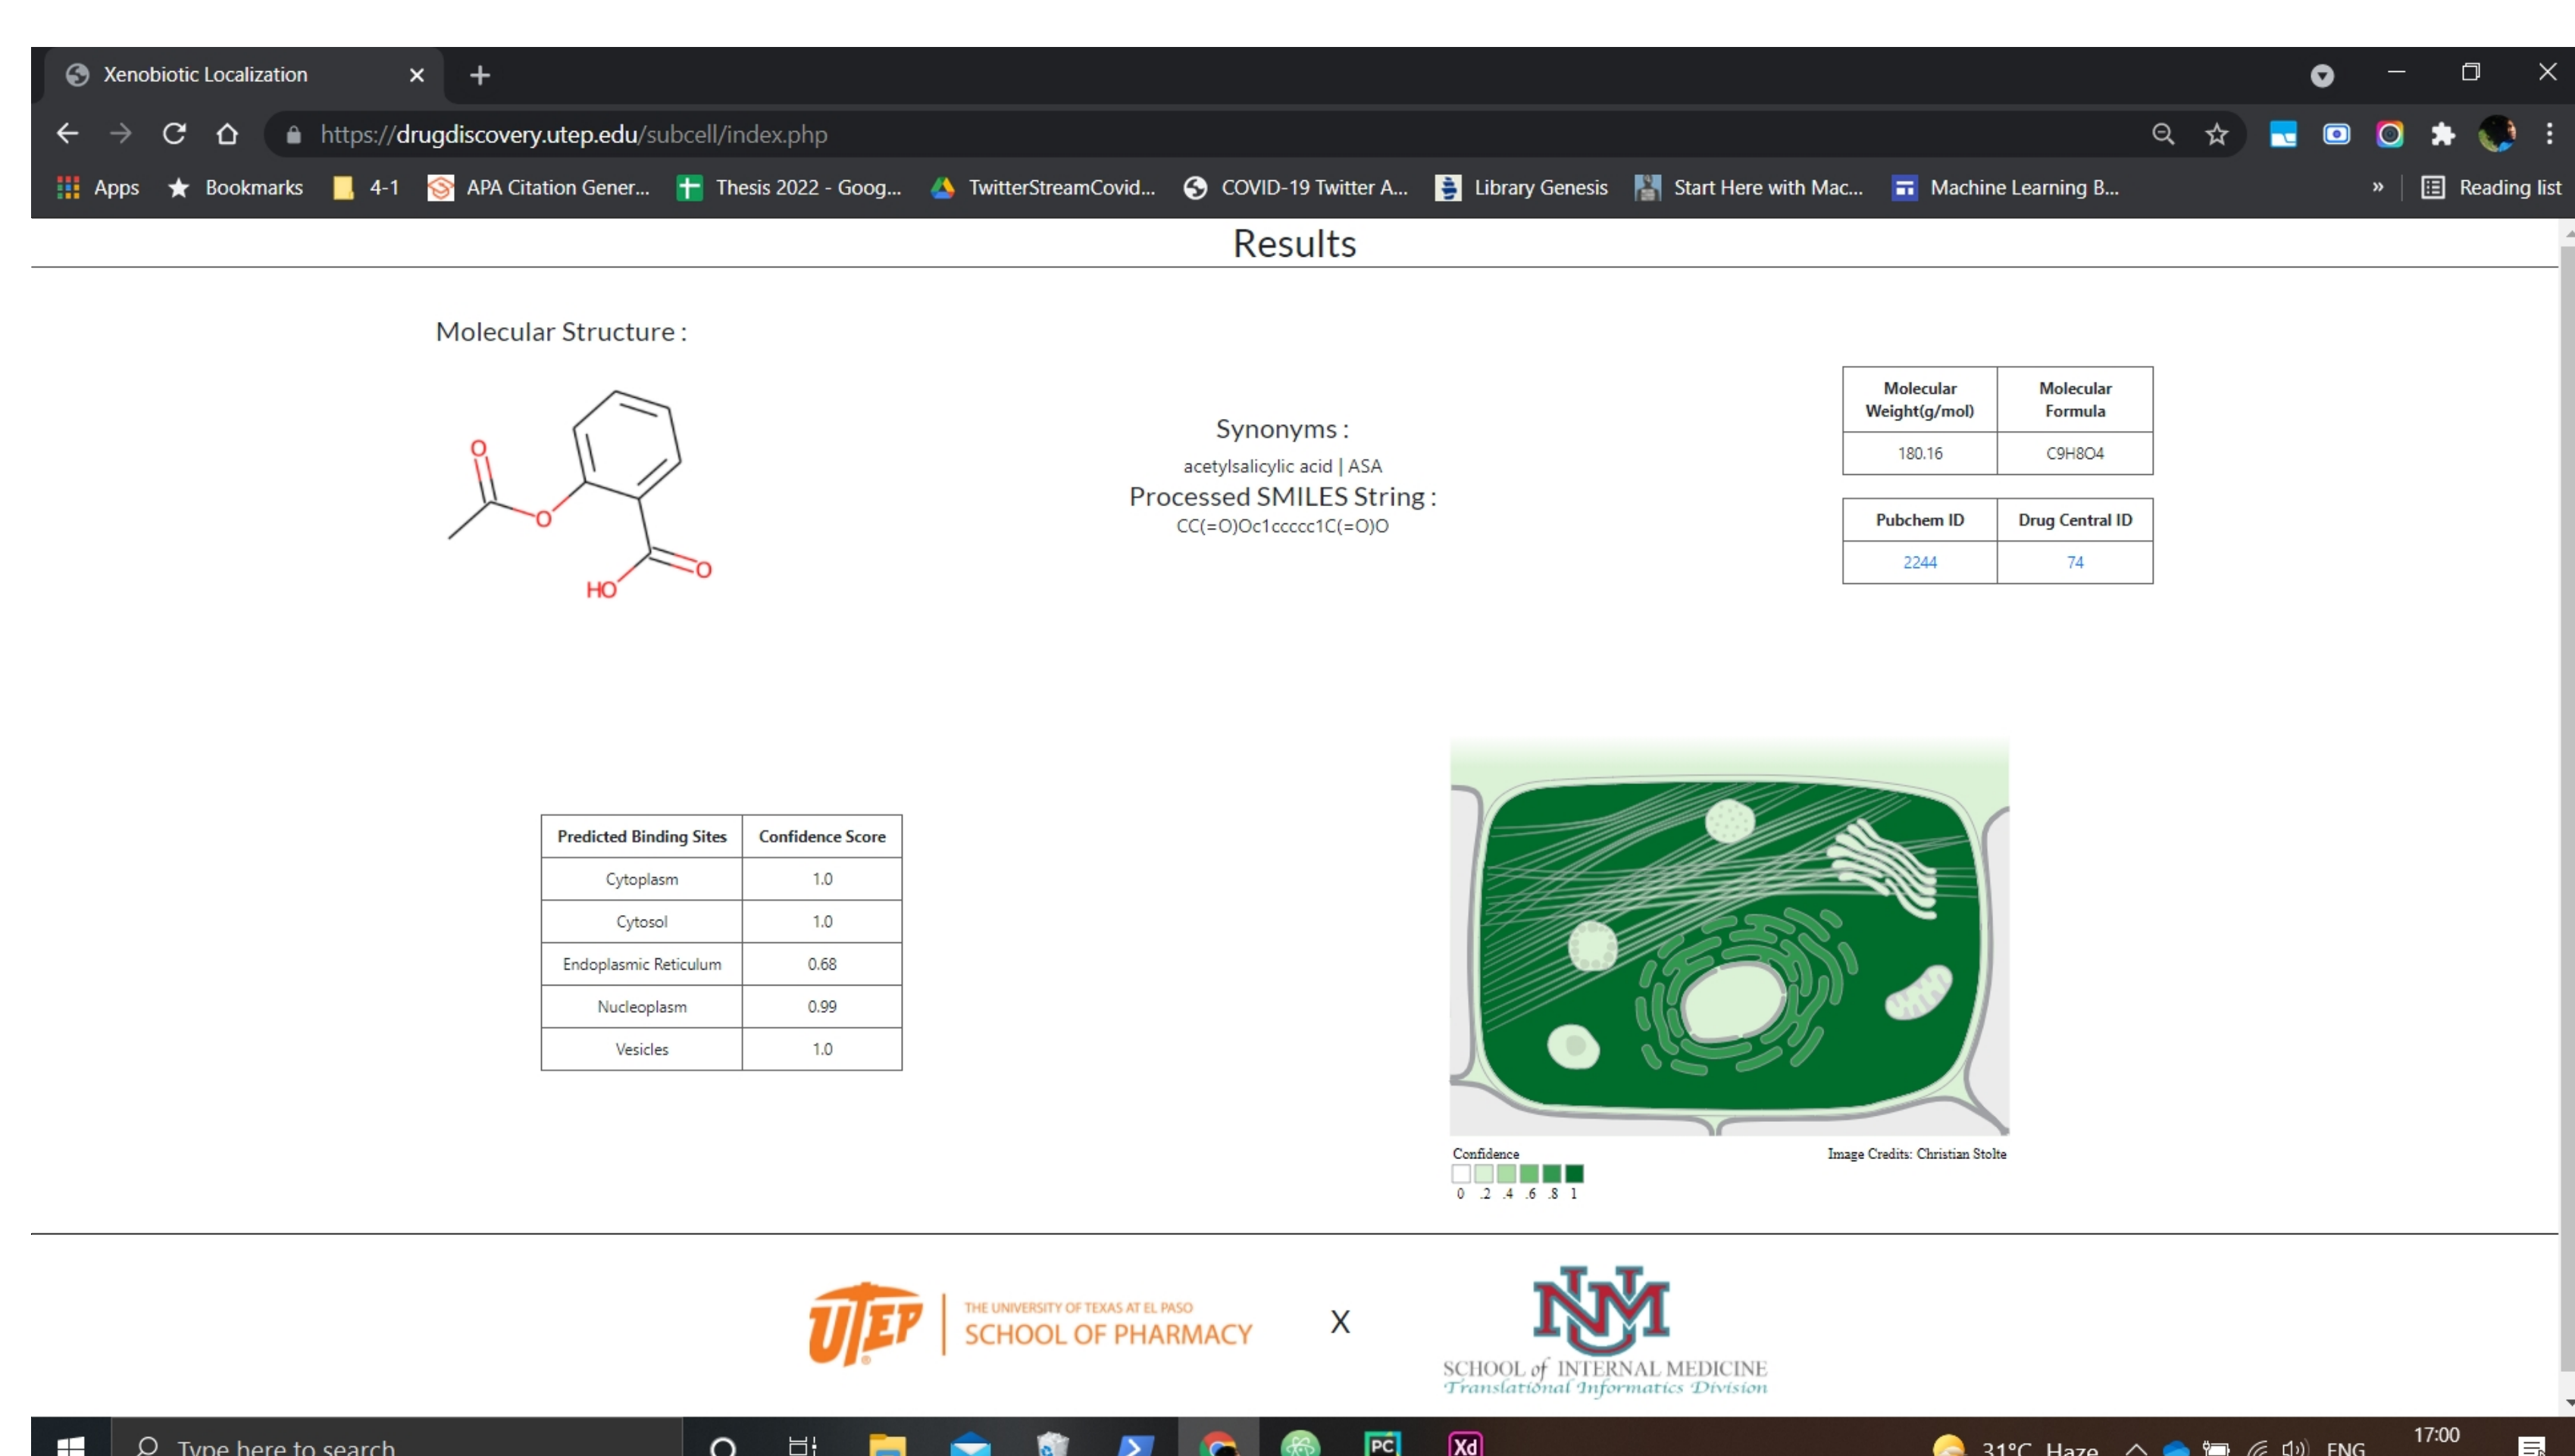 Xenobiotic Localization
https://drugdiscovery.utep.edu/subcell/index.php
Apps Bookmarks 4-1 APA Citation Gener... Thesis 2022 - Goog... TwitterStreamCovid... COVID-19 Twitter A... Library Genesis Start Here with Mac... Machine Learning B... » Reading list
Results
Molecular Structure :
O
O
O
HO
Synonyms :
acetylsalicylic acid | ASA
Processed SMILES String :
CC(=O)Oc1ccccc1C(=O)O
Molecular Weight(g/mol) Molecular Formula
180.16 C9H8O4
Pubchem ID Drug Central ID
2244 74
Predicted Binding Sites Confidence Score
Cytoplasm 1.0
Cytosol 1.0
Endoplasmic Reticulum 0.68
Nucleoplasm 0.99
Vesicles 1.0
Confidence
0 .2 .4 .6 .8 1
Image Credits: Christian Stolte
UTEP
THE UNIVERSITY OF TEXAS AT EL PASO
SCHOOL OF PHARMACY
X
UNM
SCHOOL of INTERNAL MEDICINE
Translational Informatics Division
Type here to search
PC
Xd
31°C Haze
ENG
17:00